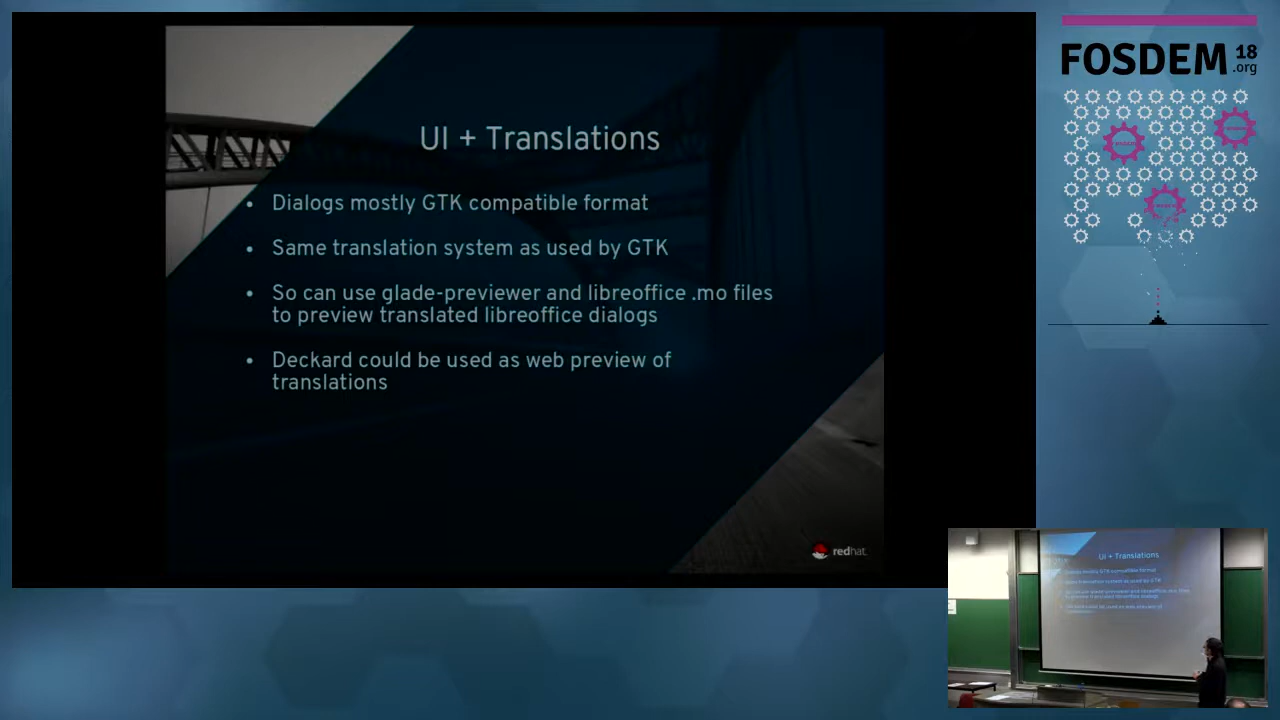 FOSDEM 18
.org
UI + Translations
• Dialogs mostly GTK compatible format
• Same translation system as used by GTK
• So can use glade-previewer and libreoffice .mo files
to preview translated libreoffice dialogs
• Deckard could be used as web preview of
translations
redhat.
UI + Translations